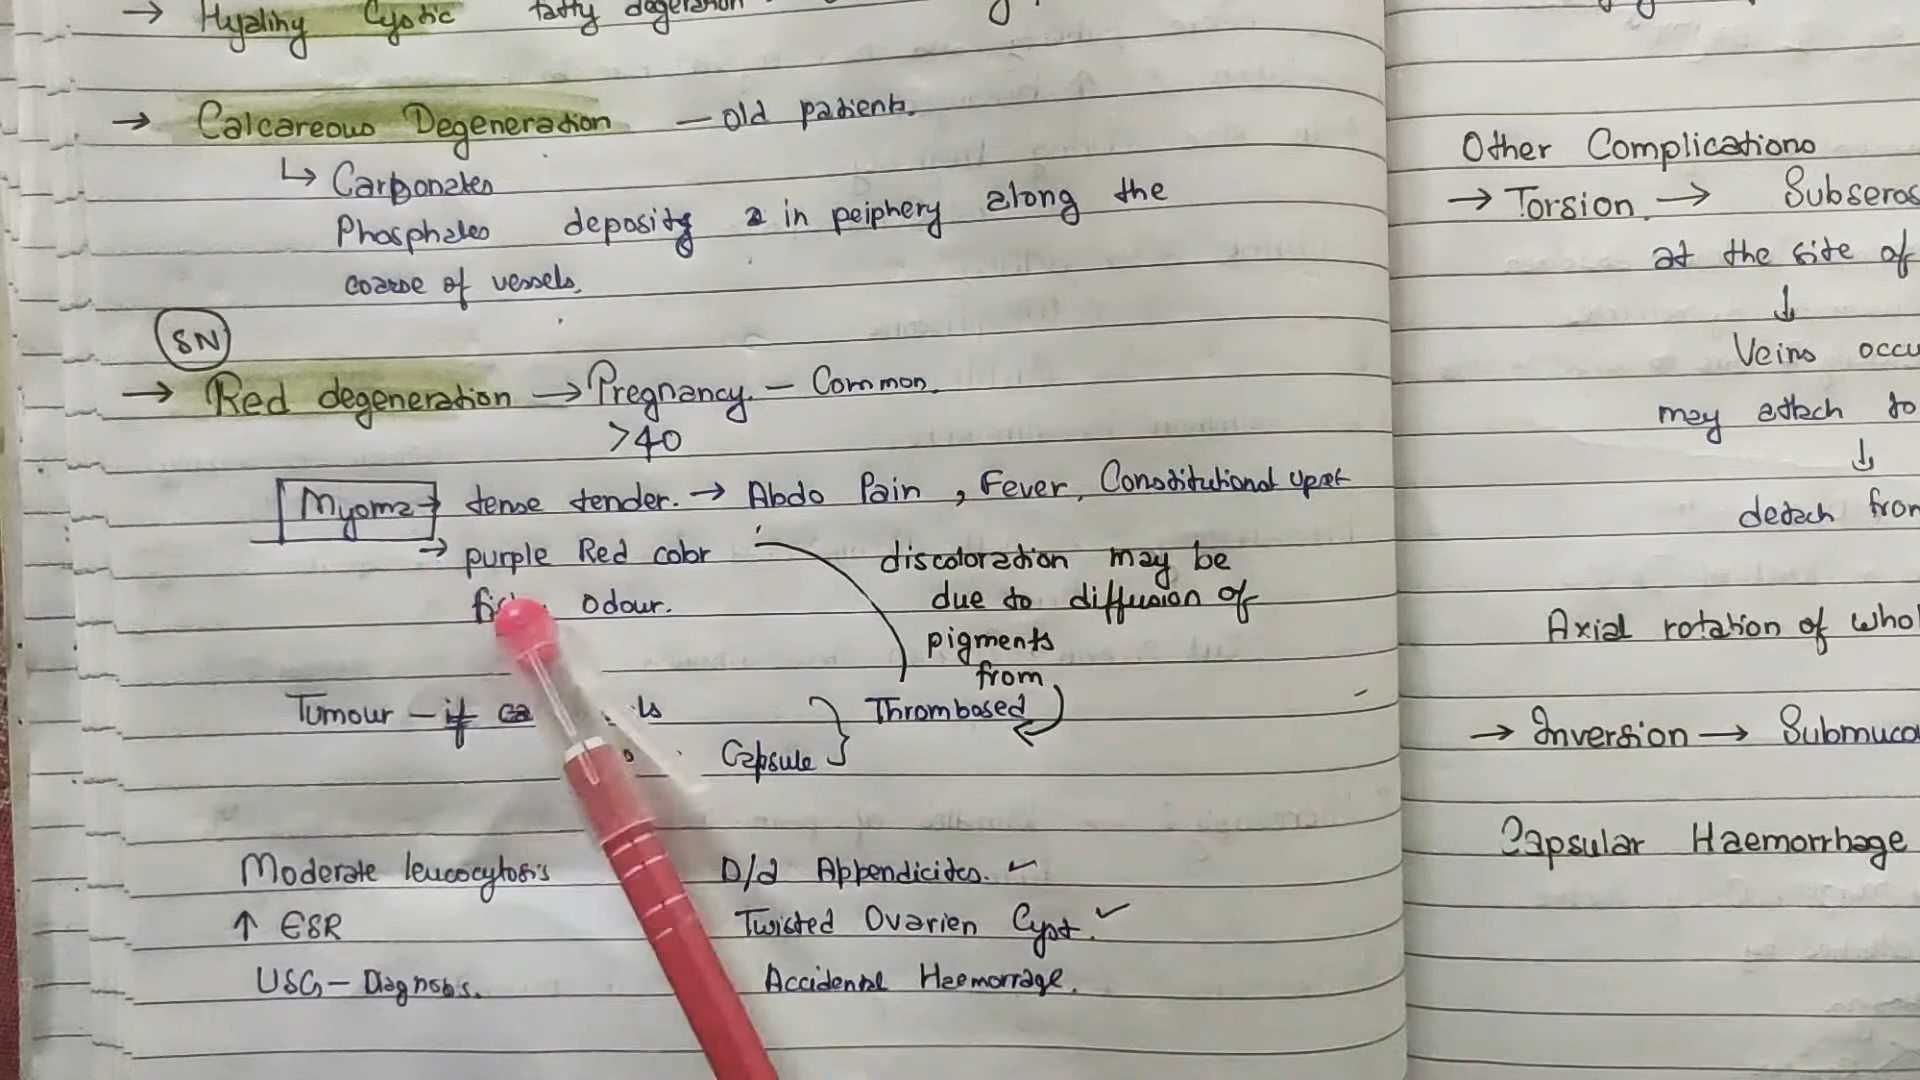 → Hyaliny Cystic fatty degeration
→ Calcareous Degeneration — old patients.
↳ Carbonates
Phosphates deposits in peiphery along the
coarse of vessels.
SN
→ Red degeneration → Pregnancy. – Common.
>40
Myoma → tense tender. → Abdo Pain, Fever, Constitutional upset
→ purple Red color
odour.
discoloration may be
due to diffusion of
pigments
from
Tumour – if
Capsule } Thrombosed
Moderate leucocytosis
↑ ESR
USG – Diagnosis.
D/d Appendicites. ✓
Twisted Ovarien Cyst. ✓
Accidental Haemorrage.
Other Complications
→ Torsion. → Subseros
at the site of
↓
Veins occu
may attach to
↓
detach from
Axial rotation of whol
→ Inversion → Submuco
Capsular Haemorrhage